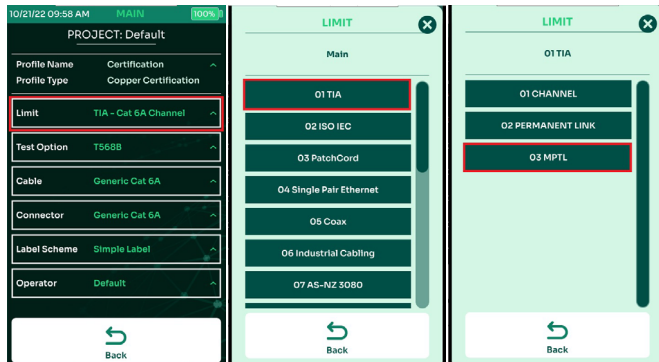 10/21/22 09:58 AM MAIN 100%
PROJECT: Default
Profile Name Certification
Profile Type Copper Certification
Limit TIA - Cat 6A Channel
Test Option T568B
Cable Generic Cat 6A
Connector Generic Cat 6A
Label Scheme Simple Label
Operator Default
Back
LIMIT
Main
01 TIA
02 ISO IEC
03 PatchCord
04 Single Pair Ethernet
05 Coax
06 Industrial Cabling
07 AS-NZ 3080
Back
LIMIT
01 TIA
01 CHANNEL
02 PERMANENT LINK
03 MPTL
Back